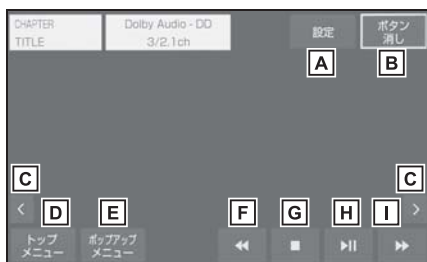 CHAPTER
TITLE
Dolby Audio - DD
3/2.1ch
設定
ボタン
消し
A
B
C
C
D
E
F
G
H
I
トップ
メニュー
ポップアップ
メニュー